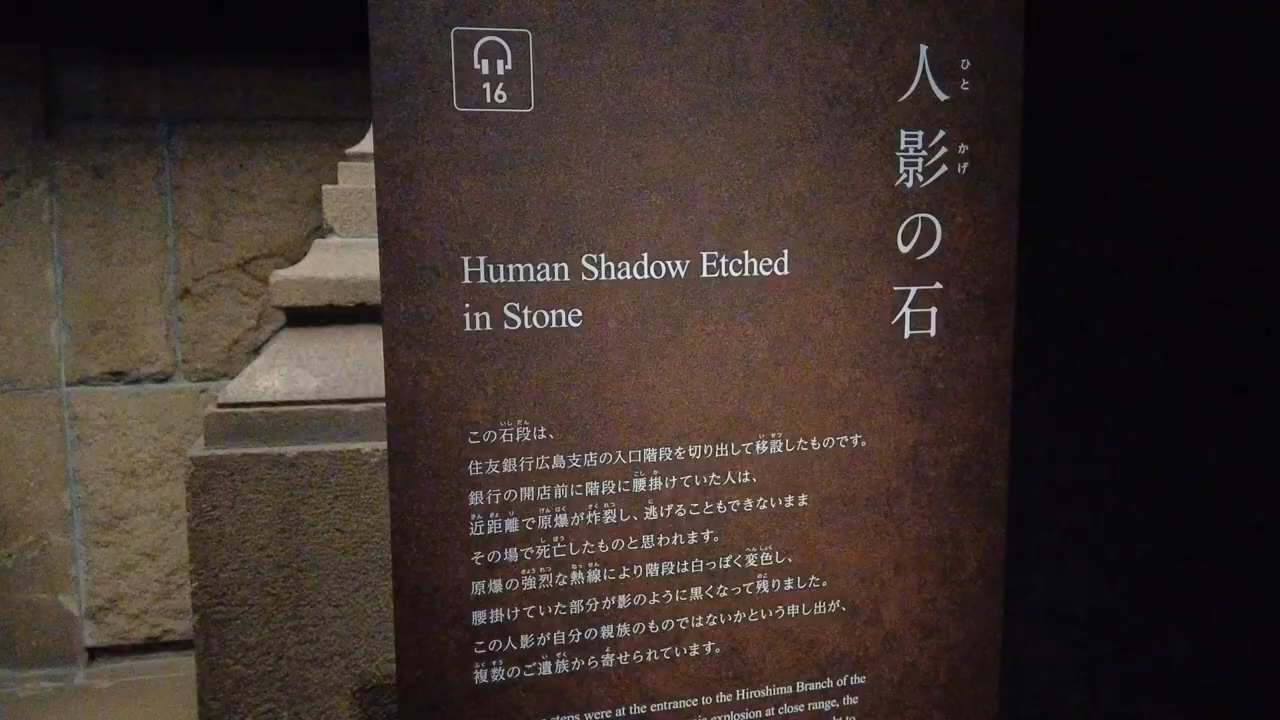 16
人影の石
ひとかげ
Human Shadow Etched
in Stone
この石段は、
住友銀行広島支店の入口階段を切り出して移設したものです。
銀行の開店前に階段に腰掛けていた人は、
近距離で原爆が炸裂し、逃げることもできないまま
その場で死亡したものと思われます。
原爆の強烈な熱線により階段は白っぽく変色し、
腰掛けていた部分が影のように黒くなって残りました。
この人影が自分の親族のものではないかという申し出が、
複数のご遺族から寄せられています。
steps were at the entrance to the Hiroshima Branch of the
explosion at close range, the